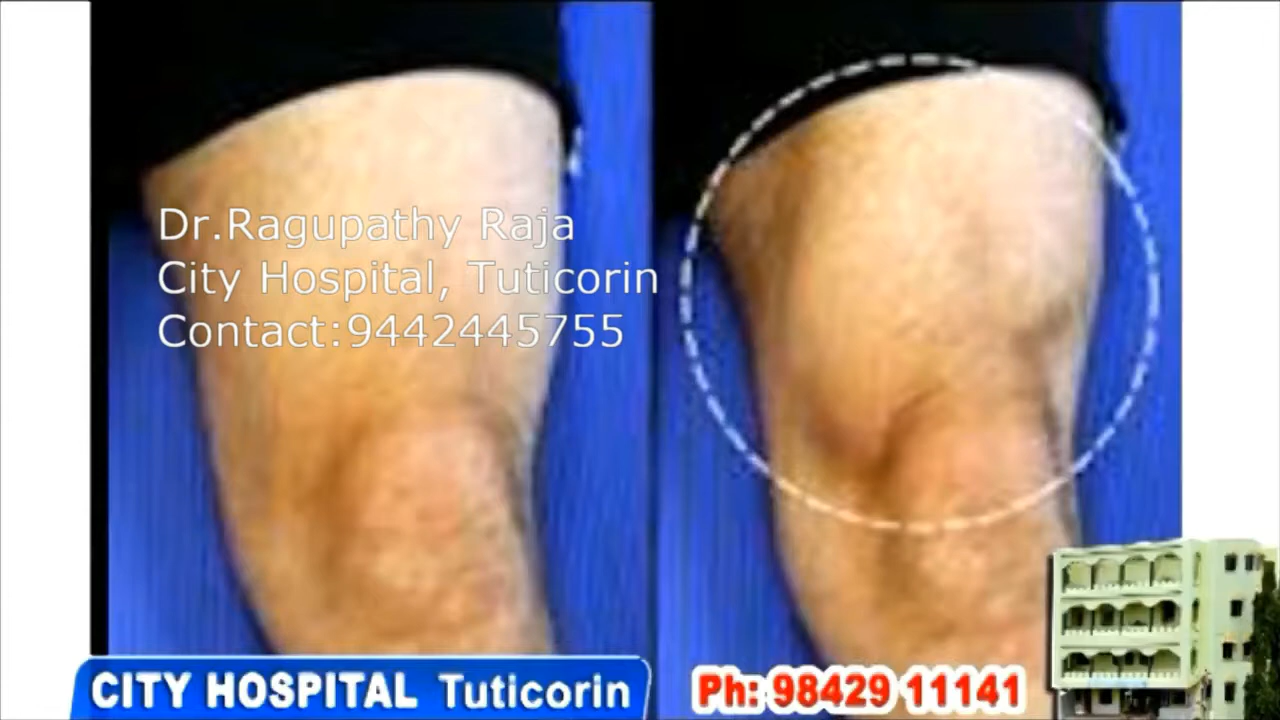 Dr.Ragupathy Raja
City Hospital, Tuticorin
Contact:9442445755
CITY HOSPITAL Tuticorin
Ph: 98429 11141